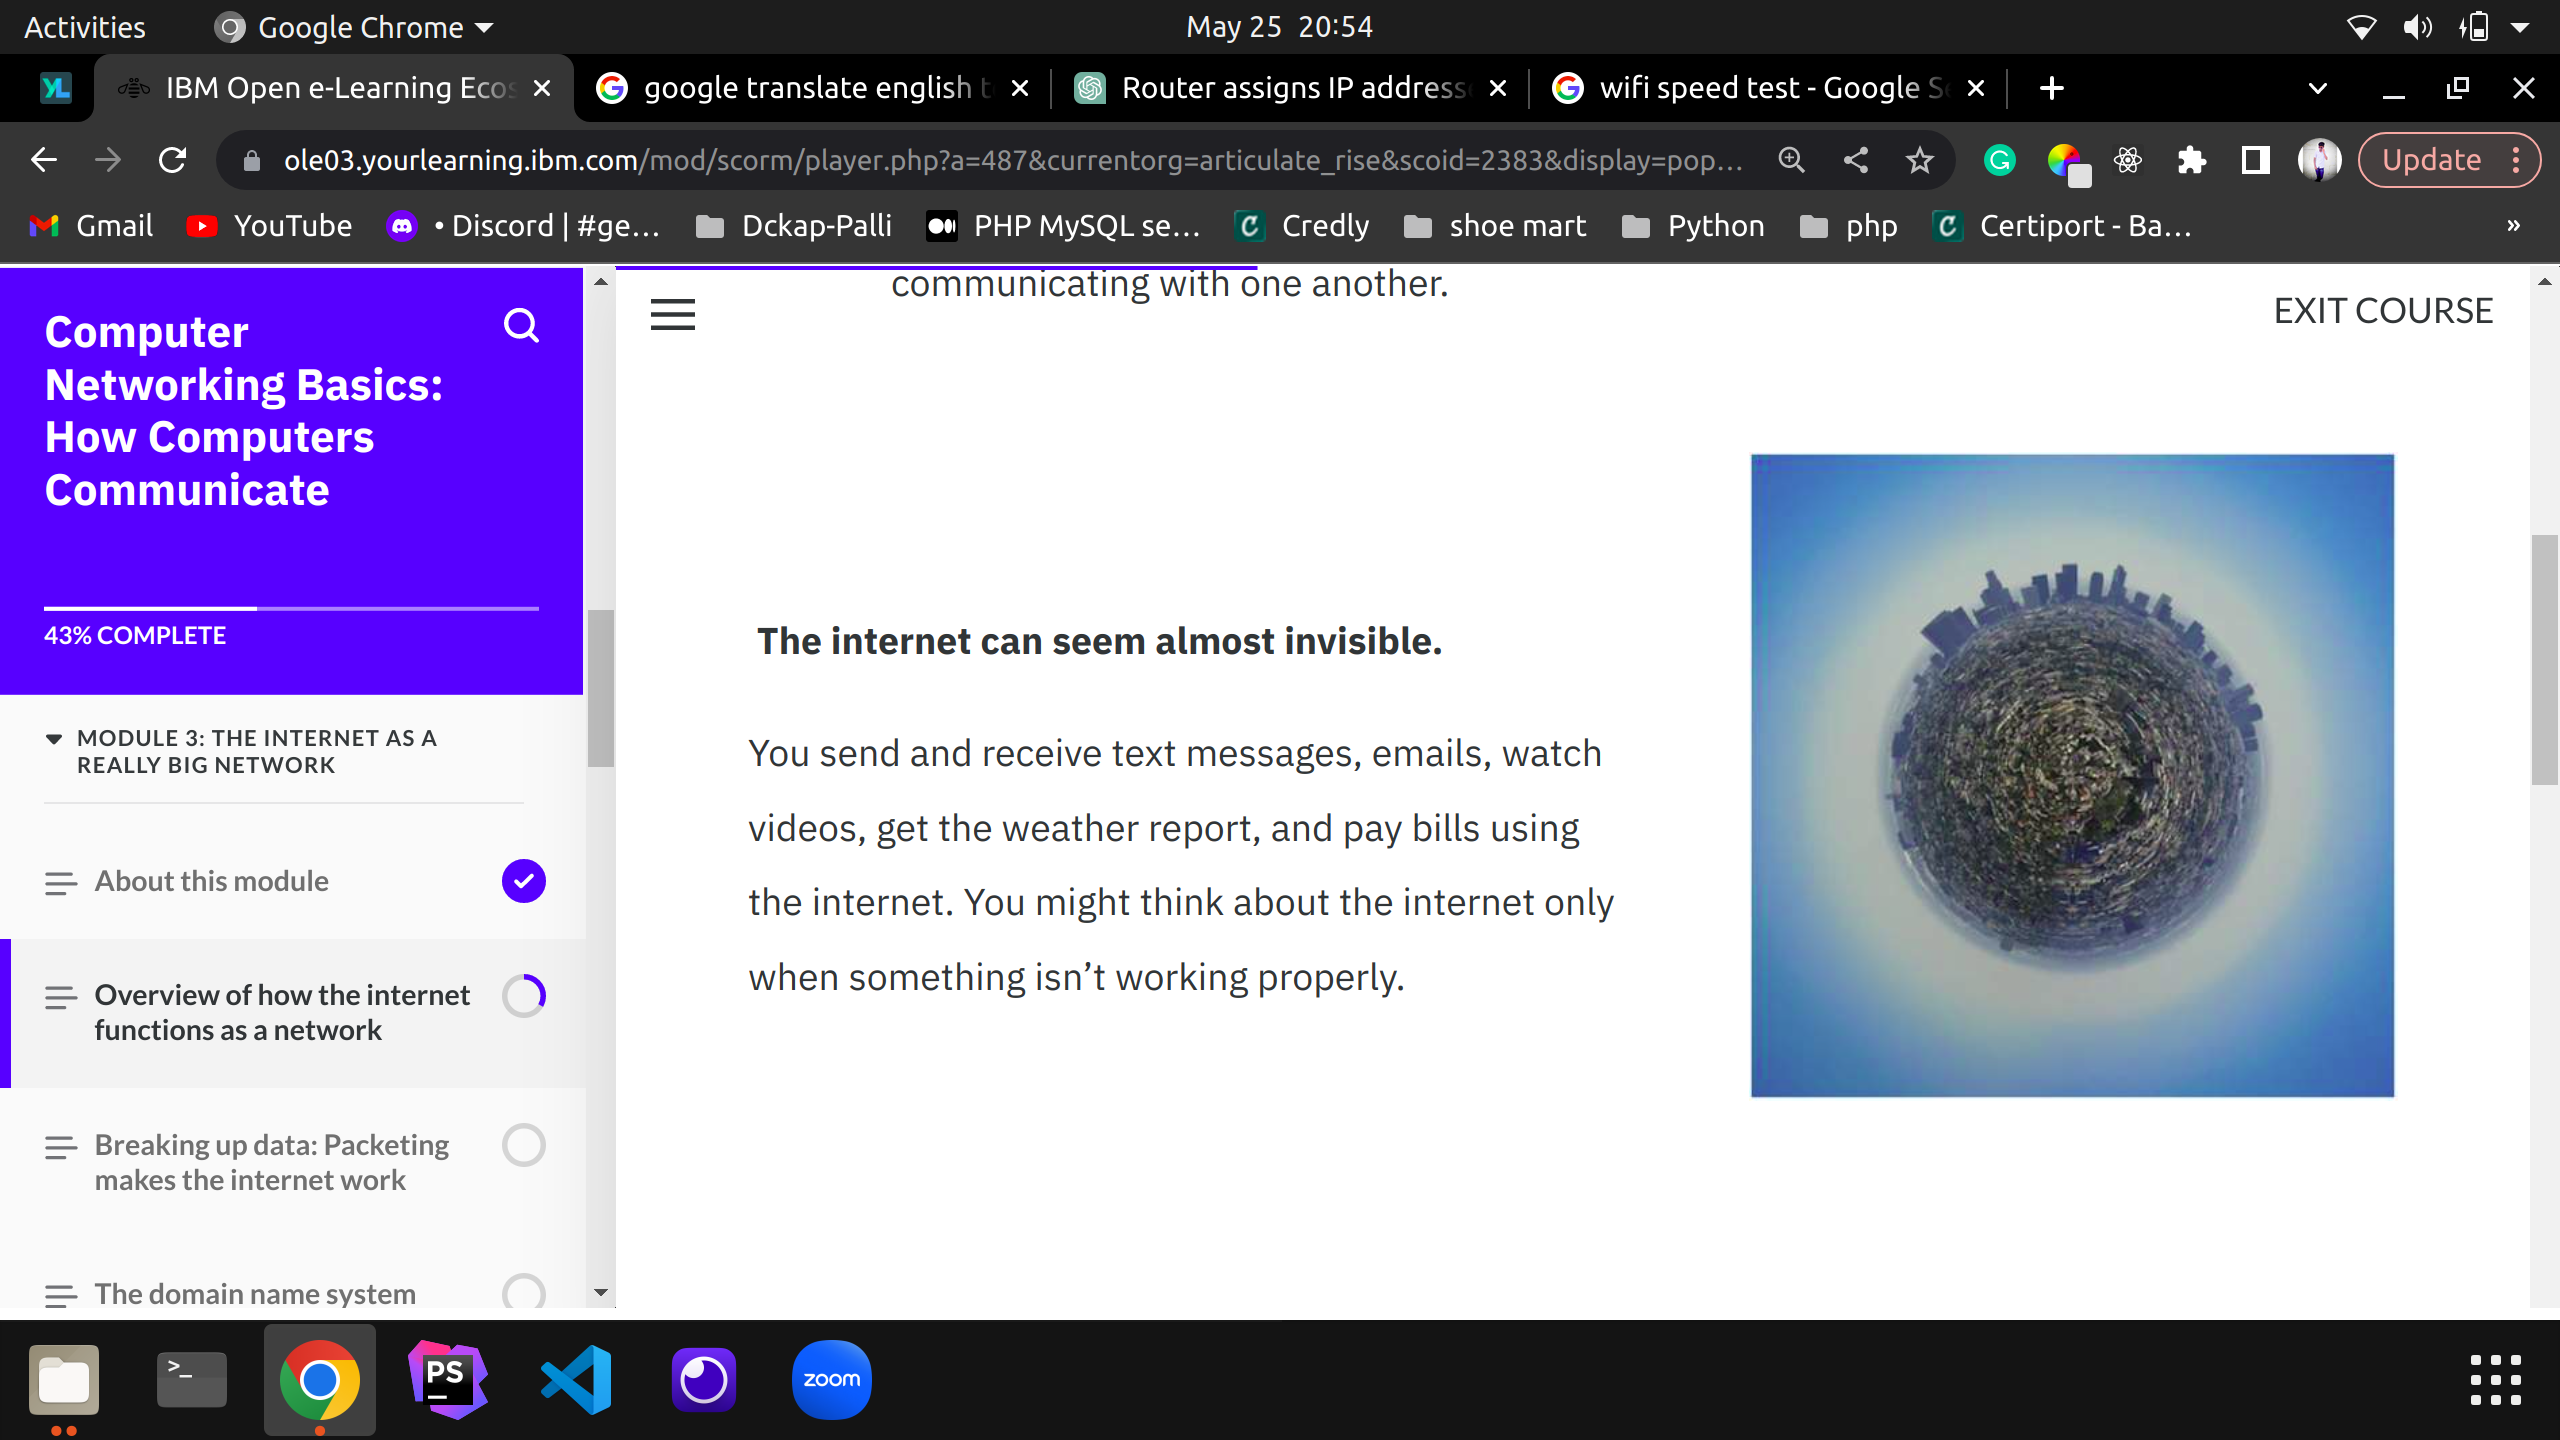 Activities
Google Chrome
May 25 20:54
IBM Open e-Learning Ecos
google translate english t
Router assigns IP addresse
wifi speed test - Google Se
ole03.yourlearning.ibm.com/mod/scorm/player.php?a=487&currentorg=articulate_rise&scoid=2383&display=pop...
Update
Gmail
YouTube
• Discord | #ge...
Dckap-Palli
PHP MySQL se...
Credly
shoe mart
Python
php
Certiport - Ba...
»
Computer
Networking Basics:
How Computers
Communicate
43% COMPLETE
MODULE 3: THE INTERNET AS A
REALLY BIG NETWORK
About this module
Overview of how the internet
functions as a network
Breaking up data: Packeting
makes the internet work
The domain name system
communicating with one another.
EXIT COURSE
The internet can seem almost invisible.
You send and receive text messages, emails, watch
videos, get the weather report, and pay bills using
the internet. You might think about the internet only
when something isn’t working properly.
>_
PS
zoom